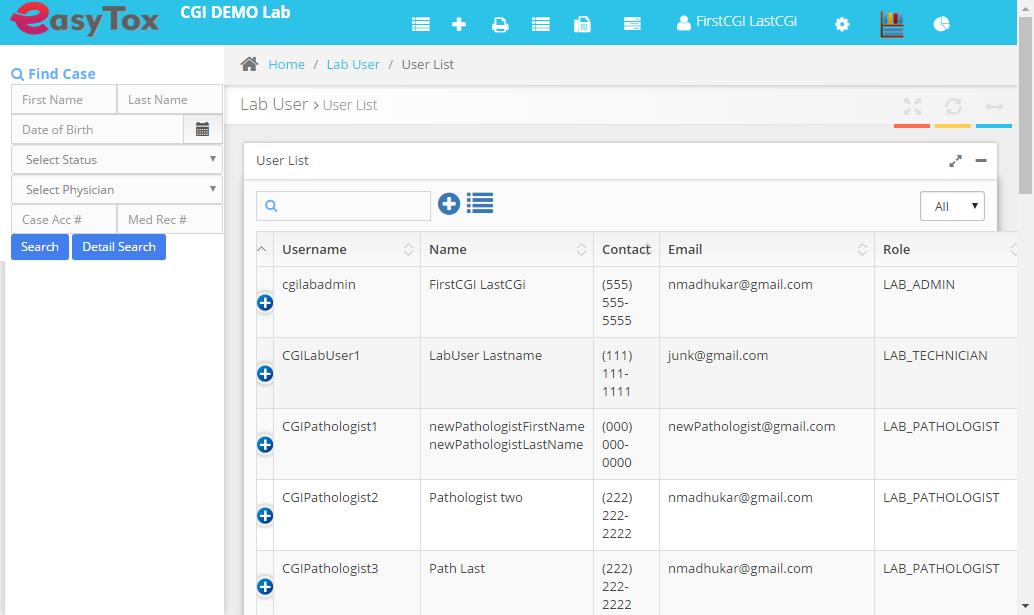 easyTox
CGI DEMO Lab
FirstCGI LastCGi
Find Case
First Name
Last Name
Date of Birth
Select Status
Select Physician
Case Acc #
Med Rec #
Search
Detail Search
Home / Lab User / User List
Lab User > User List
User List
All
Username
Name
Contact
Email
Role
cgilabadmin
FirstCGI LastCGi
(555)
555-
5555
nmadhukar@gmail.com
LAB_ADMIN
CGILabUser1
LabUser Lastname
(111)
111-
1111
junk@gmail.com
LAB_TECHNICIAN
CGIPathologist1
newPathologistFirstName
newPathologistLastName
(000)
000-
0000
newPathologist@gmail.com
LAB_PATHOLOGIST
CGIPathologist2
Pathologist two
(222)
222-
2222
nmadhukar@gmail.com
LAB_PATHOLOGIST
CGIPathologist3
Path Last
(222)
222-
2222
nmadhukar@gmail.com
LAB_PATHOLOGIST